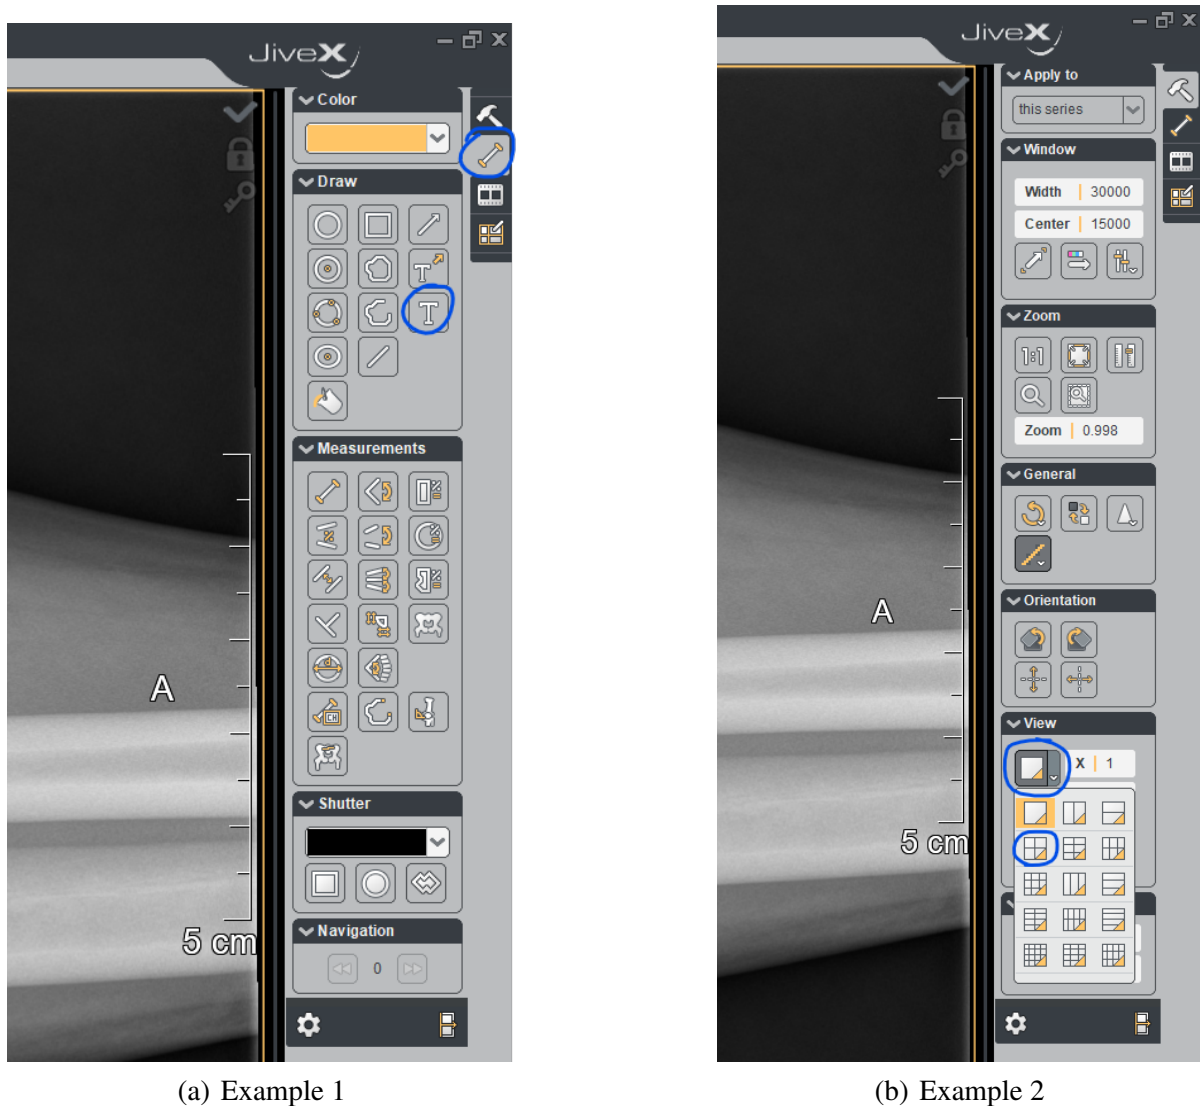 JiveX
Color
Draw
T
T
Measurements
CH
A
Shutter
5 cm
Navigation
0
(a) Example 1
JiveX
Apply to
this series
Window
Width 30000
Center 15000
Zoom
1:1
Zoom 0.998
General
Orientation
A
View
X 1
5 cm
(b) Example 2